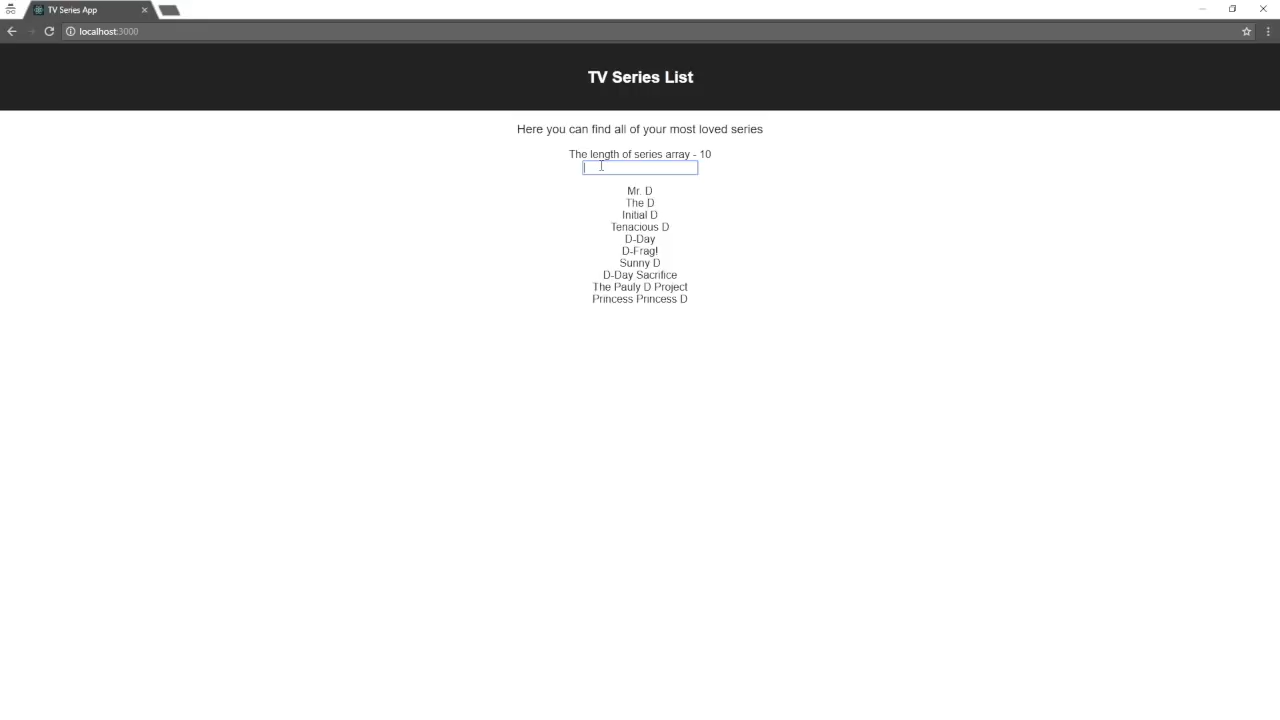 TV Series App
localhost:3000
TV Series List
Here you can find all of your most loved series
The length of series array - 10
Mr. D
The D
Initial D
Tenacious D
D-Day
D-Frag!
Sunny D
D-Day Sacrifice
The Pauly D Project
Princess Princess D